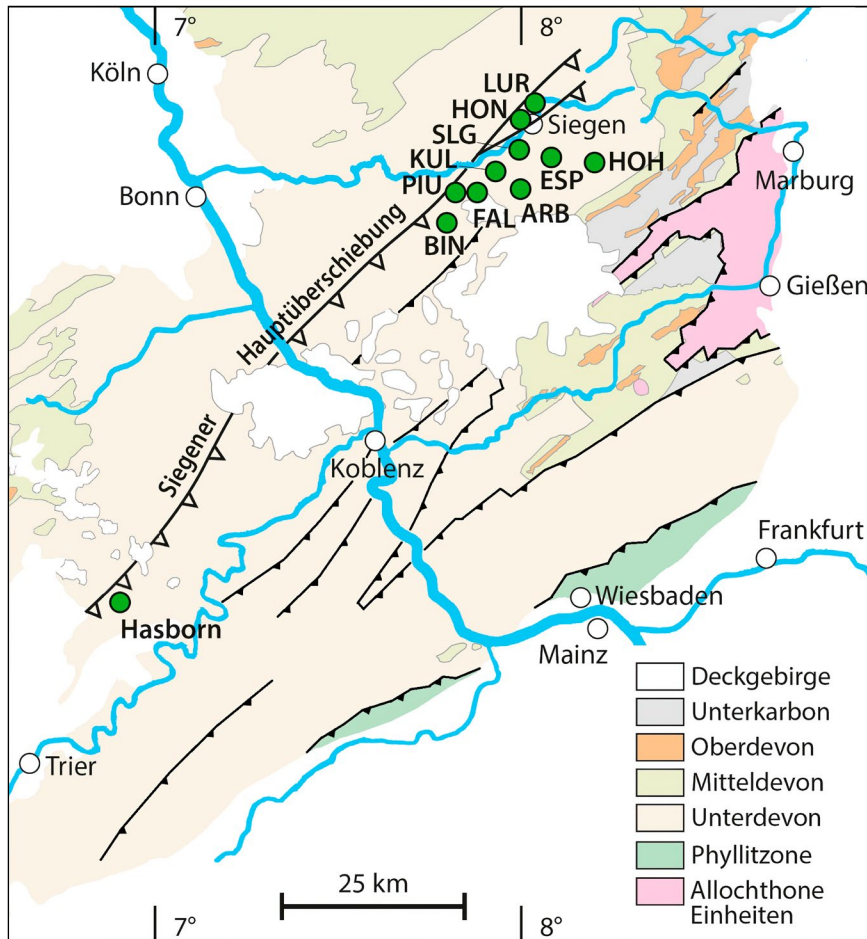 7°
8°
Köln
LUR
HON
Siegen
SLG
KUL
HOH
Marburg
PIU
ESP
Bonn
FAL
ARB
BIN
Gießen
Hauptüberschiebung
Siegener
Koblenz
Frankfurt
Wiesbaden
Hasborn
Mainz
Deckgebirge
Unterkarbon
Oberdevon
Trier
Mitteldevon
Unterdevon
Phyllitzone
25 km
Allochthone
Einheiten
7°
8°